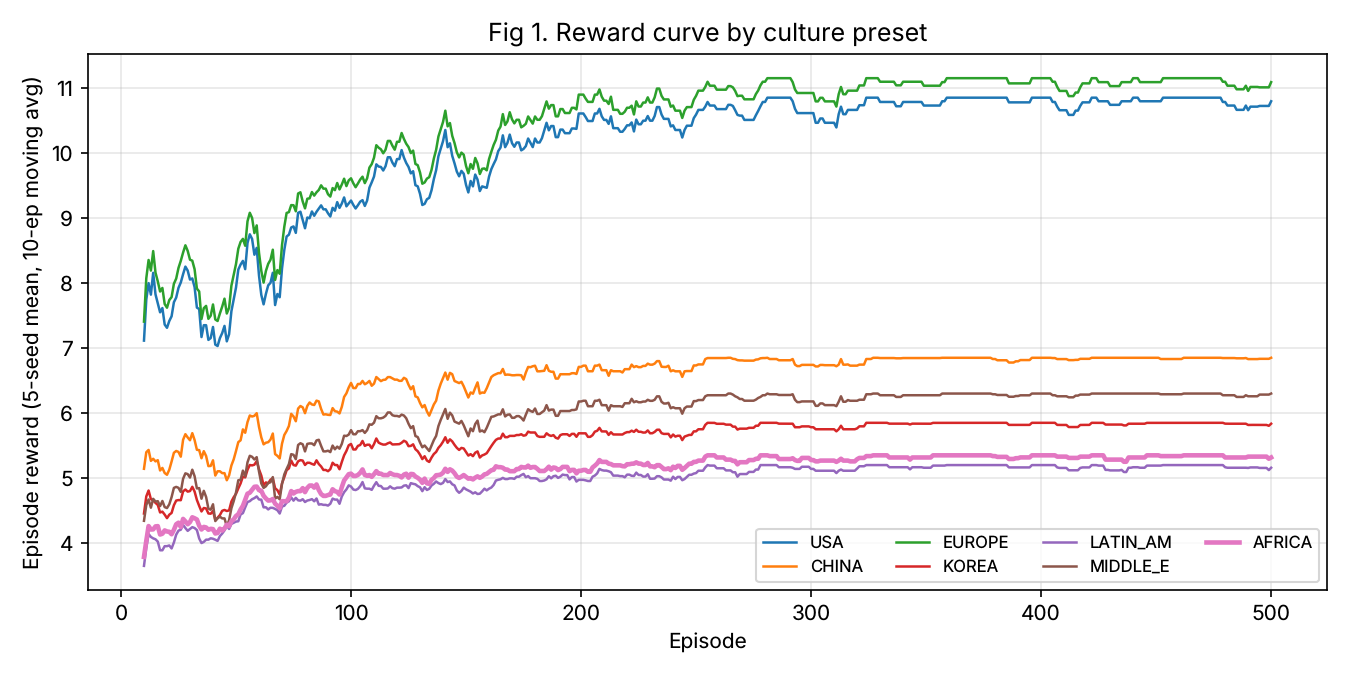 Fig 1. Reward curve by culture preset
Episode reward (5-seed mean, 10-ep moving avg)
11
10
9
8
7
6
5
4
USA
EUROPE
LATIN_AM
AFRICA
CHINA
KOREA
MIDDLE_E
0
100
200
300
400
500
Episode